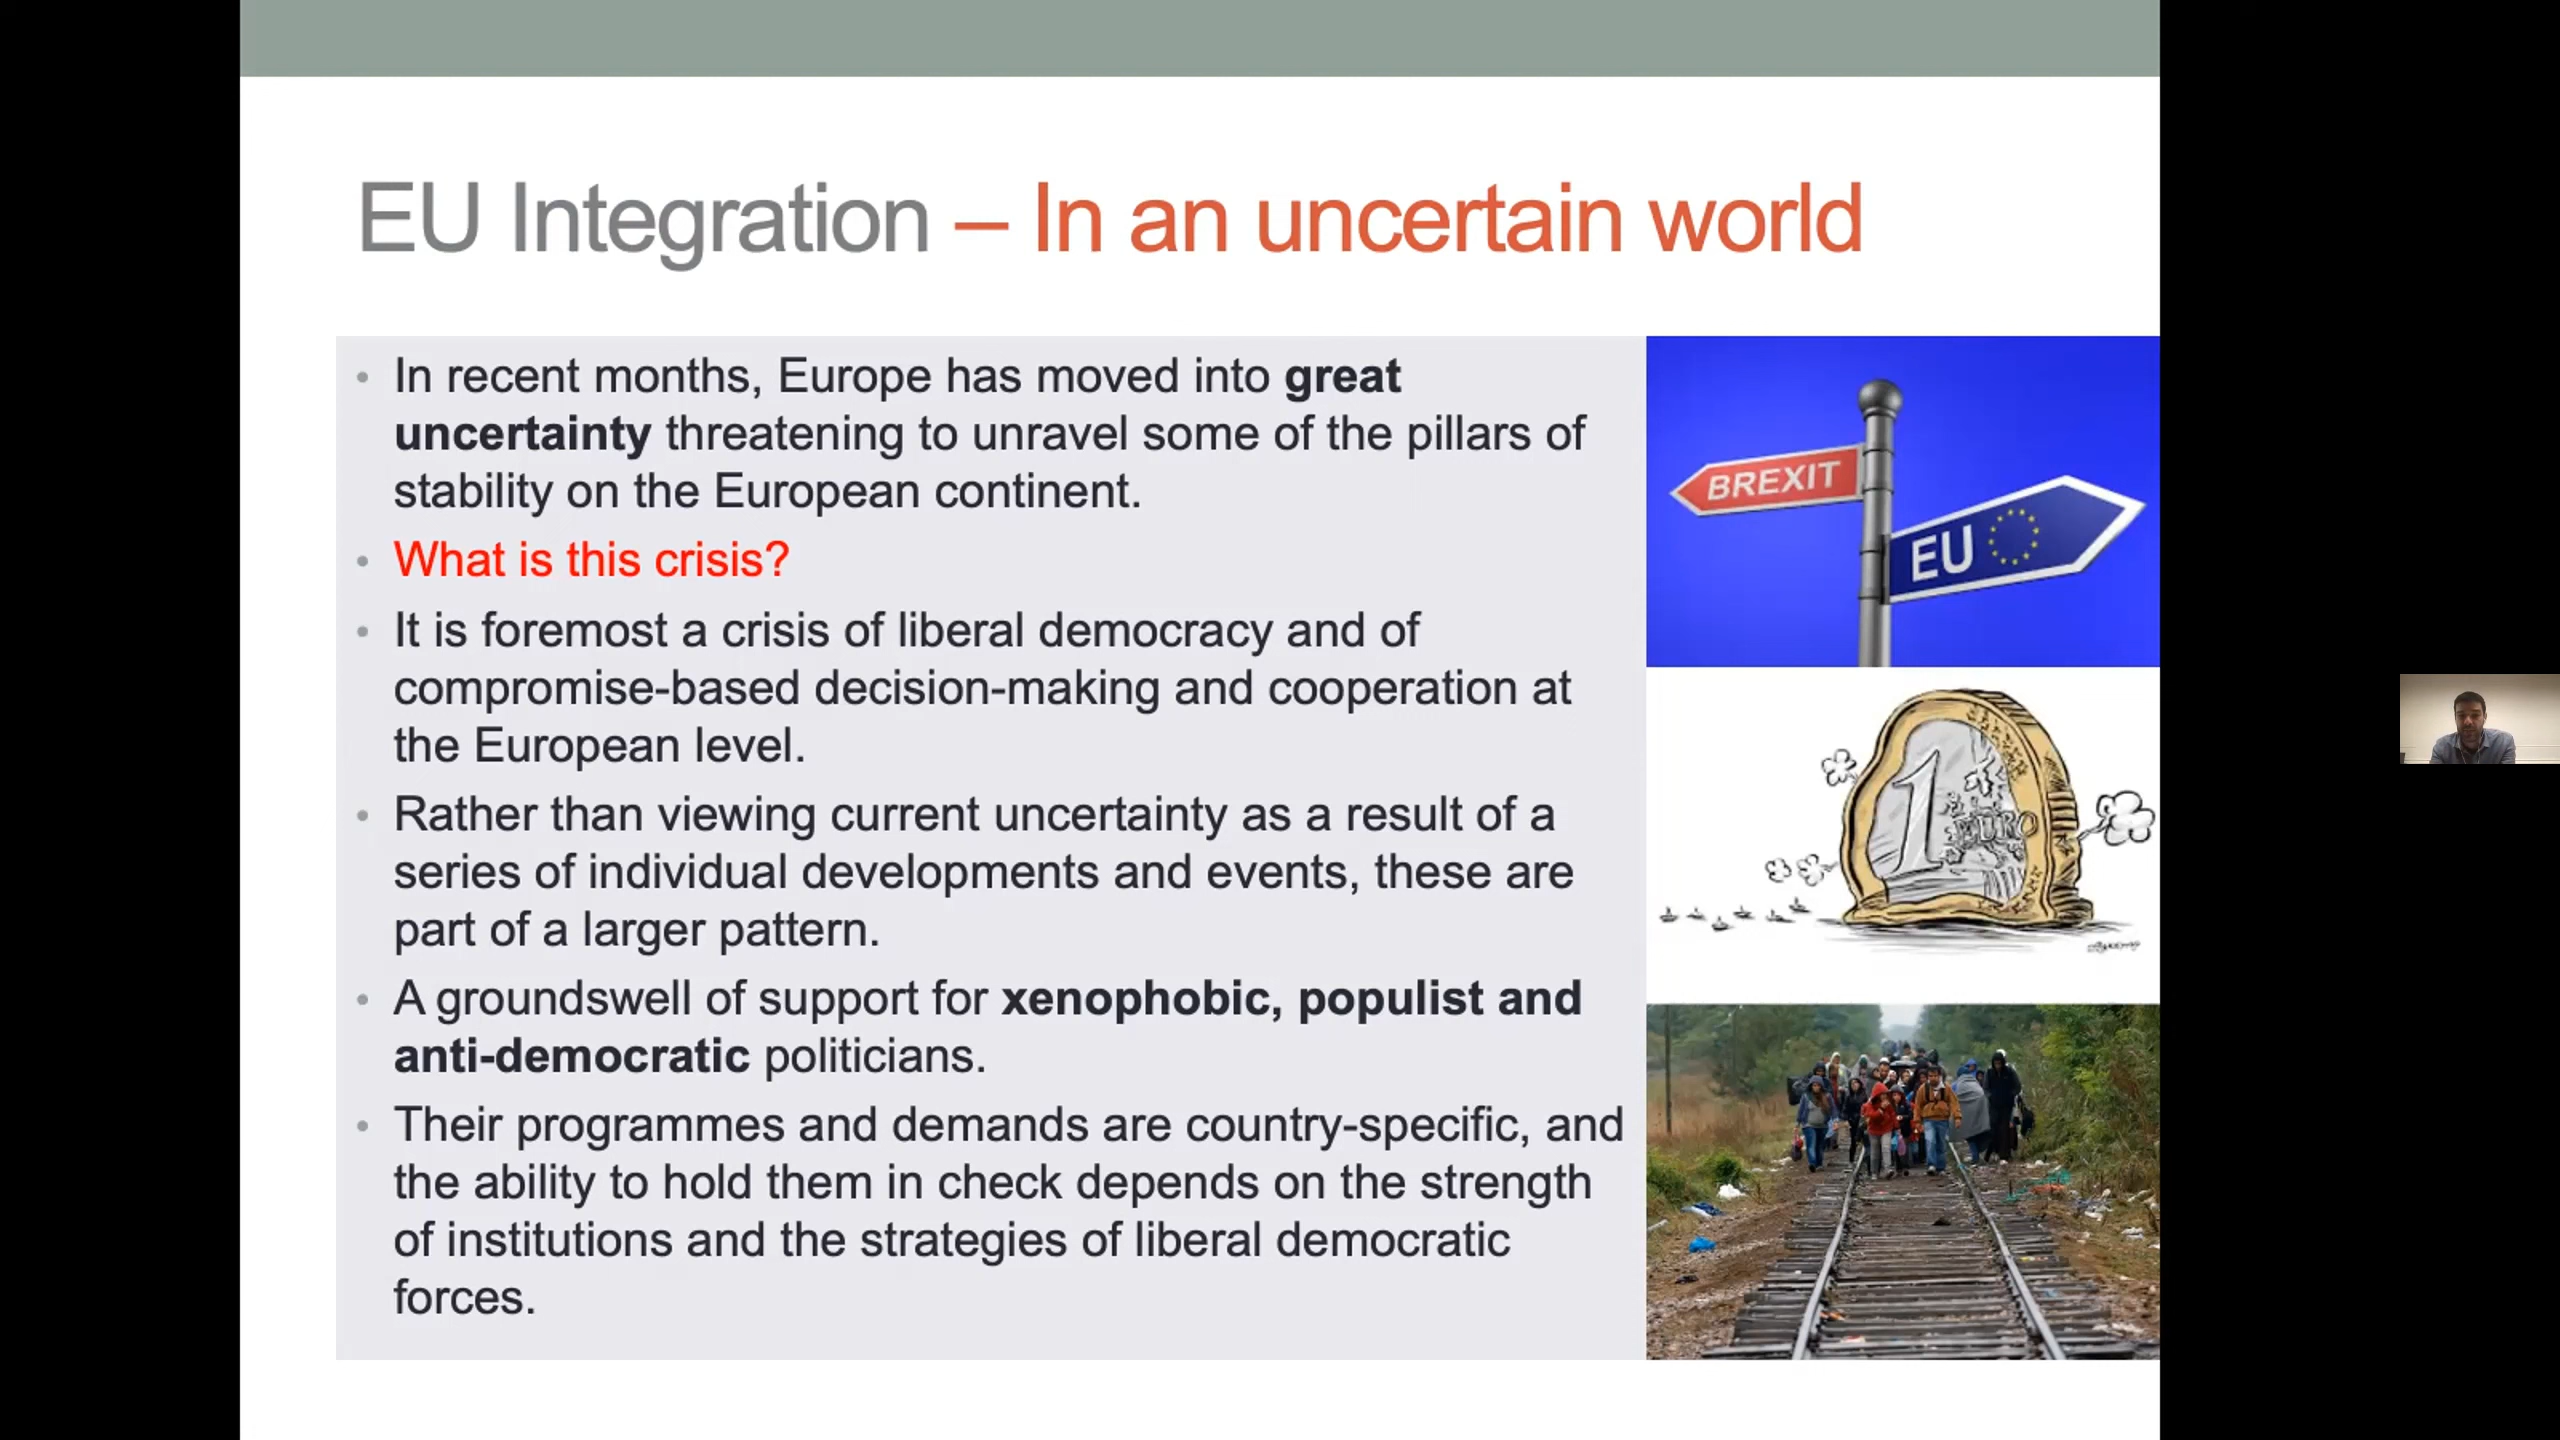 EU Integration – In an uncertain world
• In recent months, Europe has moved into great
uncertainty threatening to unravel some of the pillars of
stability on the European continent.
• What is this crisis?
• It is foremost a crisis of liberal democracy and of
compromise-based decision-making and cooperation at
the European level.
• Rather than viewing current uncertainty as a result of a
series of individual developments and events, these are
part of a larger pattern.
• A groundswell of support for xenophobic, populist and
anti-democratic politicians.
• Their programmes and demands are country-specific, and
the ability to hold them in check depends on the strength
of institutions and the strategies of liberal democratic
forces.
BREXIT
EU
1
EURO